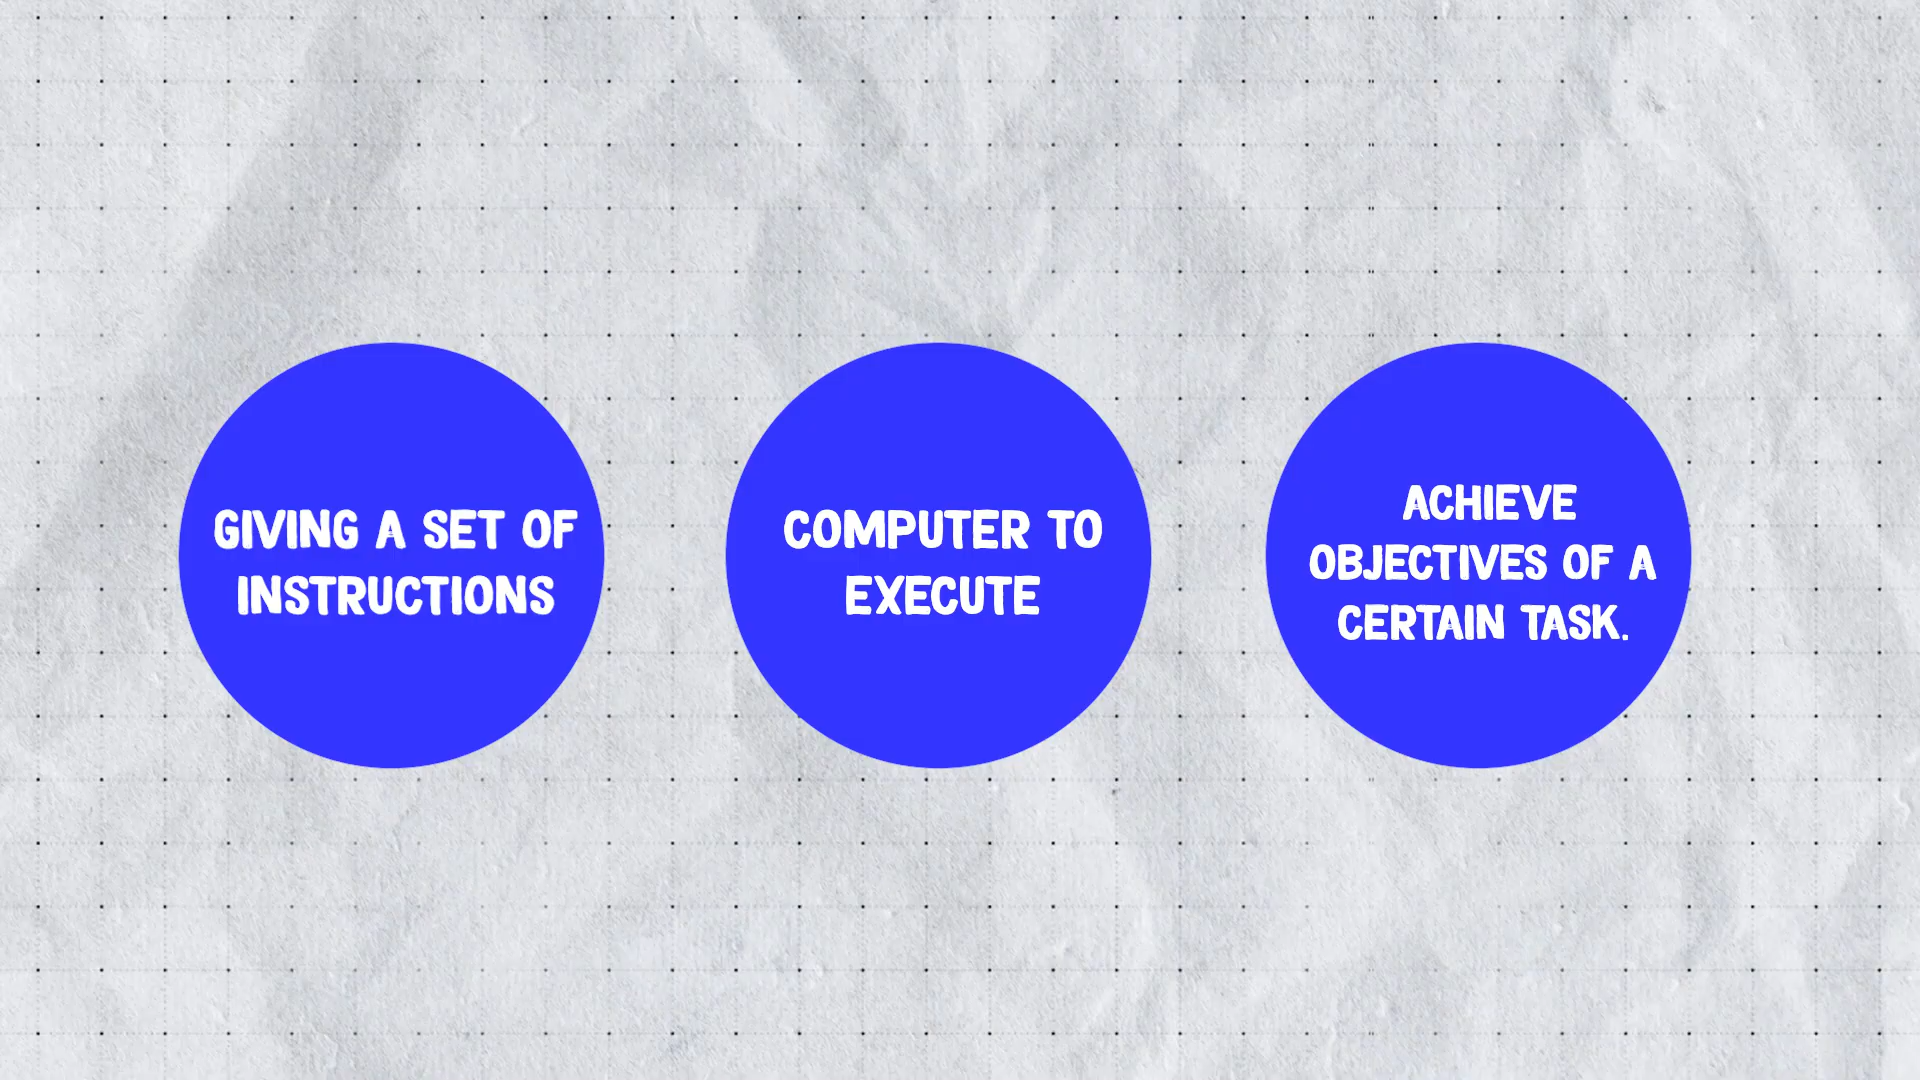 GIVING A SET OF
INSTRUCTIONS
COMPUTER TO
EXECUTE
ACHIEVE
OBJECTIVES OF A
CERTAIN TASK.